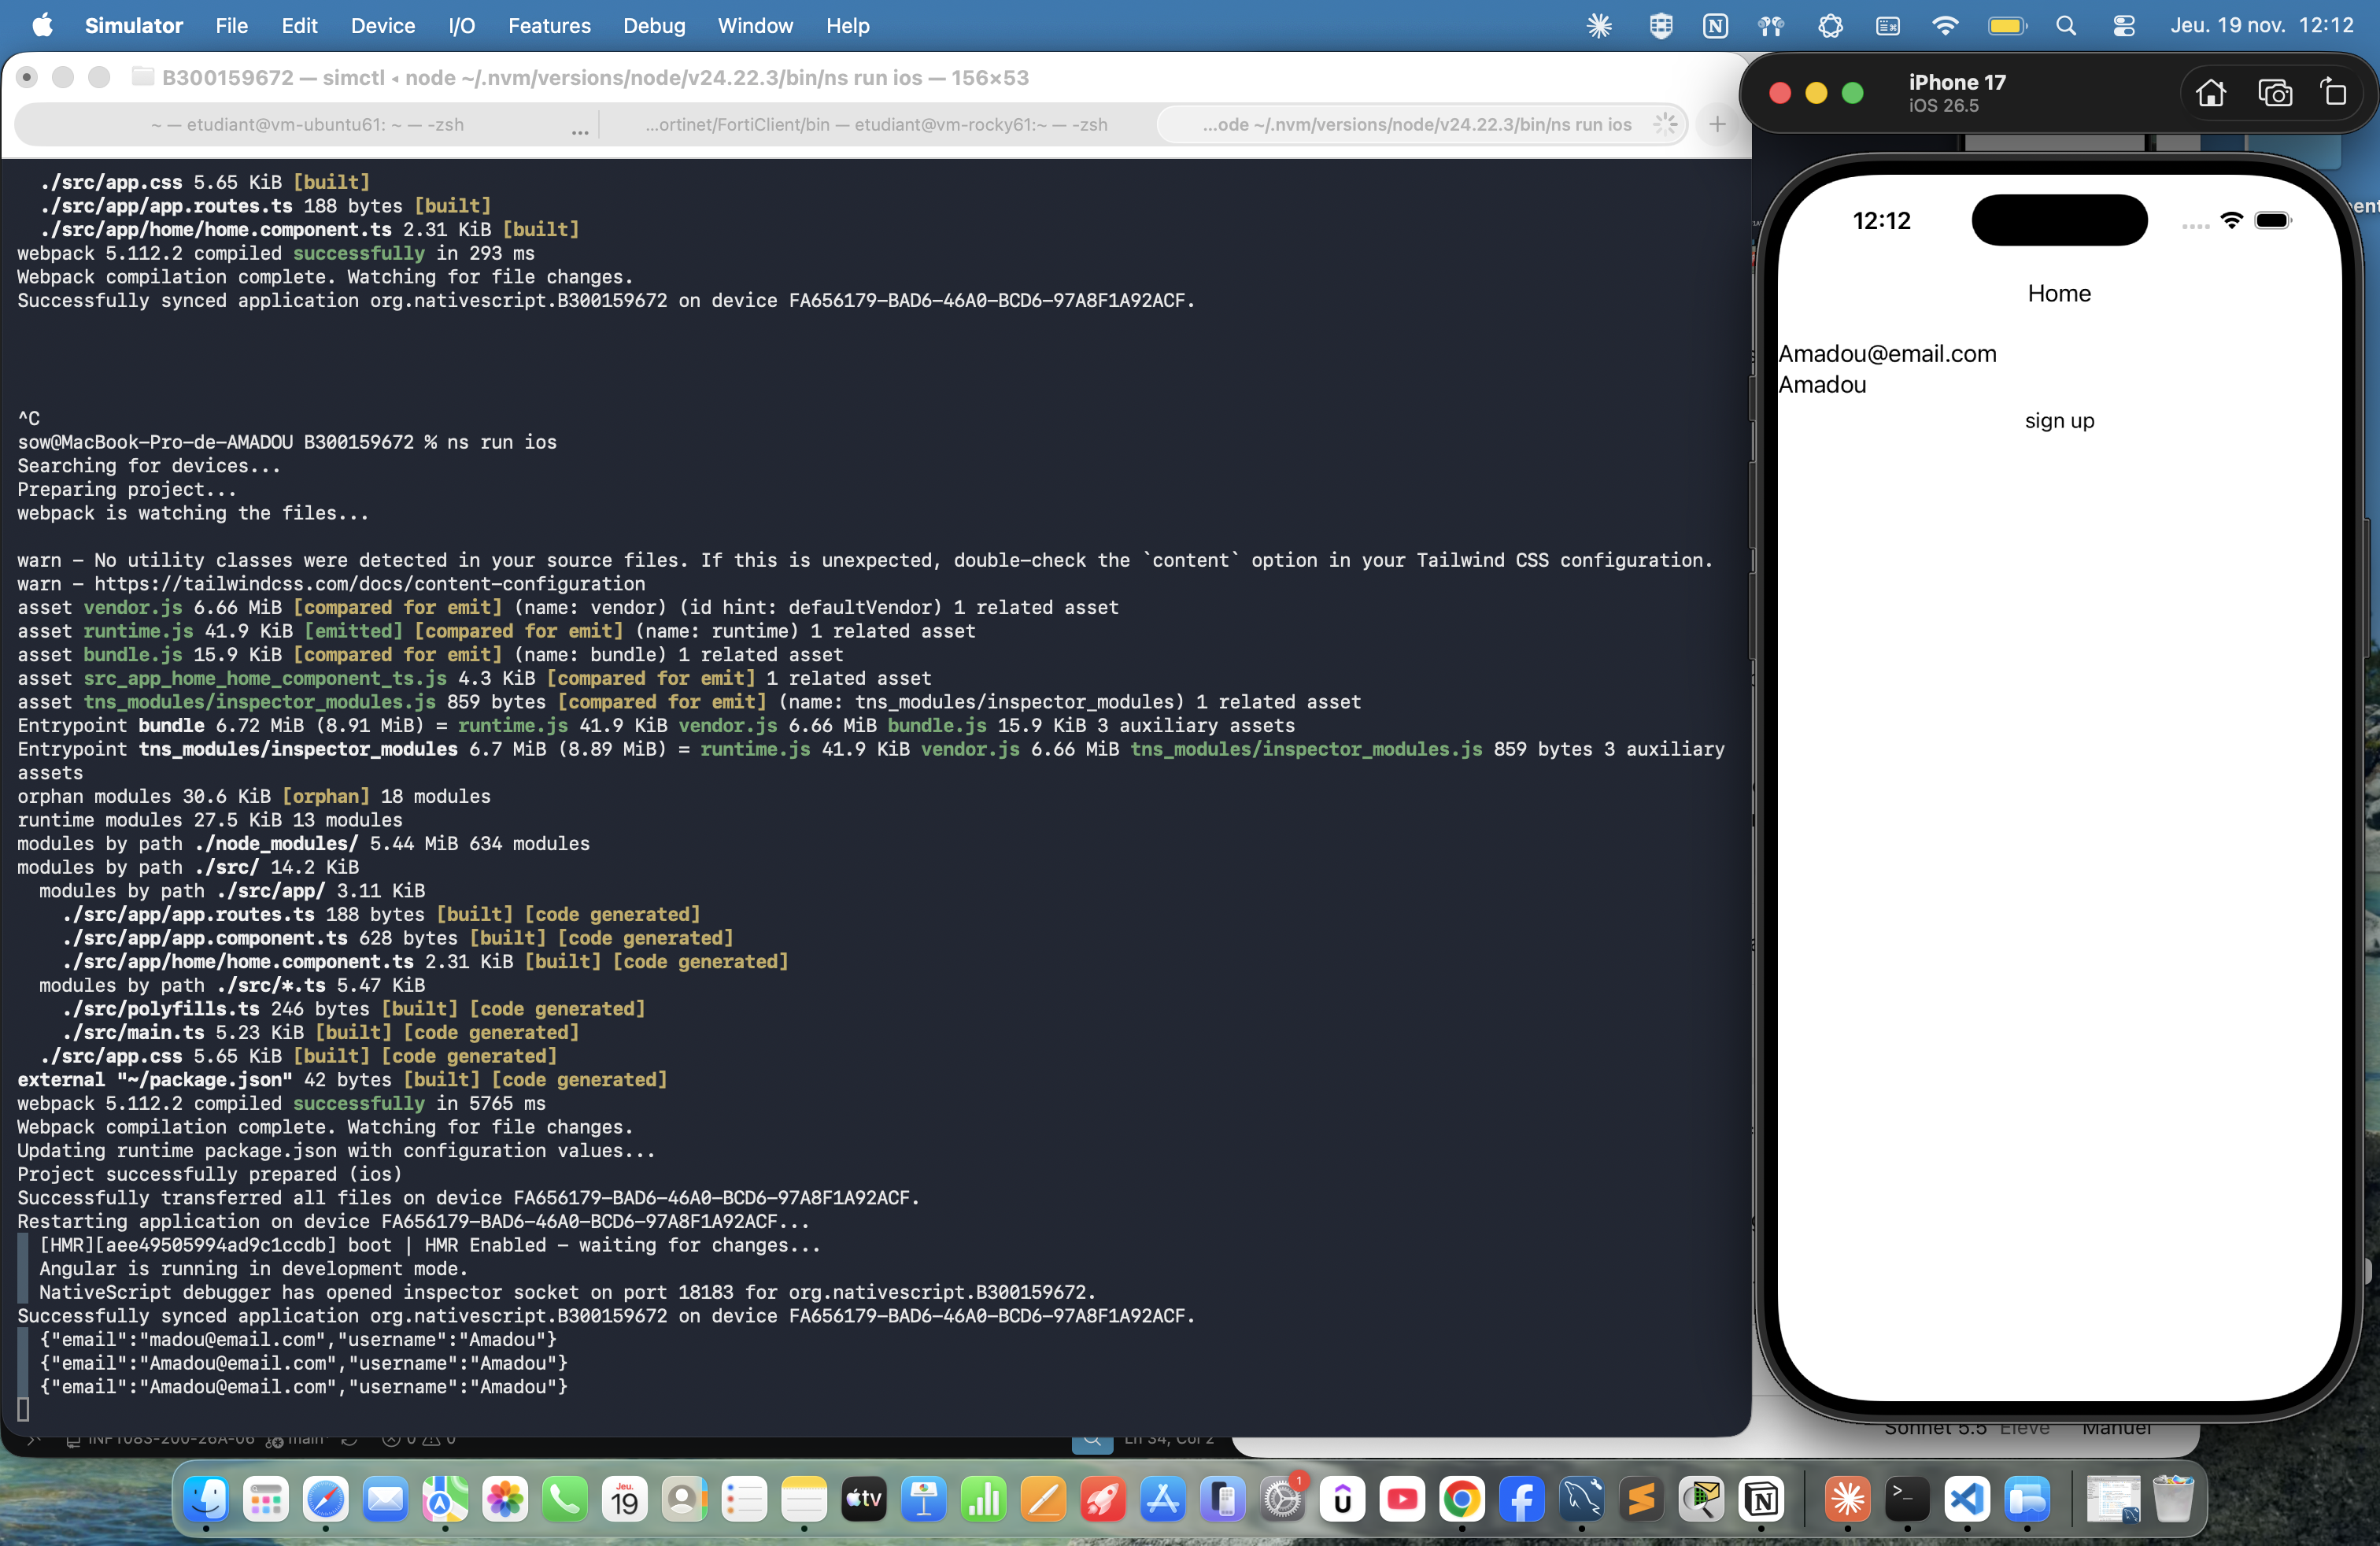 Simulator File Edit Device I/O Features Debug Window Help
Jeu. 19 nov. 12:12
B300159672 — simctl ◂ node ~/.nvm/versions/node/v24.22.3/bin/ns run ios — 156×53
~ — etudiant@vm-ubuntu61: ~ — -zsh
...ortinet/FortiClient/bin — etudiant@vm-rocky61:~ — -zsh
...ode ~/.nvm/versions/node/v24.22.3/bin/ns run ios
./src/app.css 5.65 KiB [built]
./src/app/app.routes.ts 188 bytes [built]
./src/app/home/home.component.ts 2.31 KiB [built]
webpack 5.112.2 compiled successfully in 293 ms
Webpack compilation complete. Watching for file changes.
Successfully synced application org.nativescript.B300159672 on device FA656179-BAD6-46A0-BCD6-97A8F1A92ACF.
^C
sow@MacBook-Pro-de-AMADOU B300159672 % ns run ios
Searching for devices...
Preparing project...
webpack is watching the files...
warn - No utility classes were detected in your source files. If this is unexpected, double-check the `content` option in your Tailwind CSS configuration.
warn - https://tailwindcss.com/docs/content-configuration
asset vendor.js 6.66 MiB [compared for emit] (name: vendor) (id hint: defaultVendor) 1 related asset
asset runtime.js 41.9 KiB [emitted] [compared for emit] (name: runtime) 1 related asset
asset bundle.js 15.9 KiB [compared for emit] (name: bundle) 1 related asset
asset src_app_home_home_component_ts.js 4.3 KiB [compared for emit] 1 related asset
asset tns_modules/inspector_modules.js 859 bytes [compared for emit] (name: tns_modules/inspector_modules) 1 related asset
Entrypoint bundle 6.72 MiB (8.91 MiB) = runtime.js 41.9 KiB vendor.js 6.66 MiB bundle.js 15.9 KiB 3 auxiliary assets
Entrypoint tns_modules/inspector_modules 6.7 MiB (8.89 MiB) = runtime.js 41.9 KiB vendor.js 6.66 MiB tns_modules/inspector_modules.js 859 bytes 3 auxiliary
assets
orphan modules 30.6 KiB [orphan] 18 modules
runtime modules 27.5 KiB 13 modules
modules by path ./node_modules/ 5.44 MiB 634 modules
modules by path ./src/ 14.2 KiB
modules by path ./src/app/ 3.11 KiB
./src/app/app.routes.ts 188 bytes [built] [code generated]
./src/app/app.component.ts 628 bytes [built] [code generated]
./src/app/home/home.component.ts 2.31 KiB [built] [code generated]
modules by path ./src/*.ts 5.47 KiB
./src/polyfills.ts 246 bytes [built] [code generated]
./src/main.ts 5.23 KiB [built] [code generated]
./src/app.css 5.65 KiB [built] [code generated]
external "~/package.json" 42 bytes [built] [code generated]
webpack 5.112.2 compiled successfully in 5765 ms
Webpack compilation complete. Watching for file changes.
Updating runtime package.json with configuration values...
Project successfully prepared (ios)
Successfully transferred all files on device FA656179-BAD6-46A0-BCD6-97A8F1A92ACF.
Restarting application on device FA656179-BAD6-46A0-BCD6-97A8F1A92ACF...
[HMR][aee49505994ad9c1ccdb] boot | HMR Enabled - waiting for changes...
Angular is running in development mode.
NativeScript debugger has opened inspector socket on port 18183 for org.nativescript.B300159672.
Successfully synced application org.nativescript.B300159672 on device FA656179-BAD6-46A0-BCD6-97A8F1A92ACF.
{"email":"madou@email.com","username":"Amadou"}
{"email":"Amadou@email.com","username":"Amadou"}
{"email":"Amadou@email.com","username":"Amadou"}
iPhone 17
iOS 26.5
12:12
Home
Amadou@email.com
Amadou
sign up
INF1083-200-26A-06 main 0 0
Ln 34, Col 2
Sonnet 5.5 Élevé Manuel
Jeu.
19
tv
1